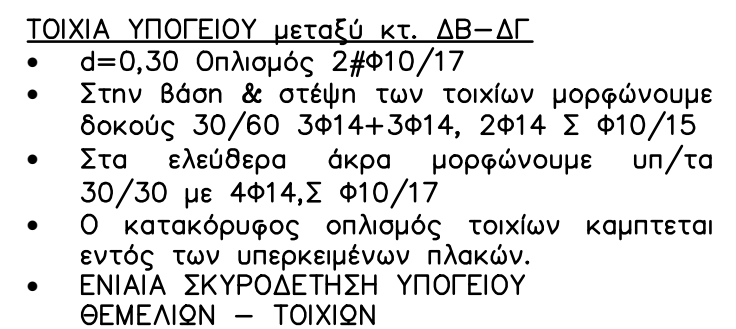 ΤΟΙΧΙΑ ΥΠΟΓΕΙΟΥ μεταξύ κτ. ΔΒ–ΔΓ
• d=0,30 Οπλισμός 2#Φ10/17
• Στην βάση & στέψη των τοιχίων μορφώνουμε
δοκούς 30/60 3Φ14+3Φ14, 2Φ14 Σ Φ10/15
• Στα ελεύθερα άκρα μορφώνουμε υπ/τα
30/30 με 4Φ14,Σ Φ10/17
• Ο κατακόρυφος οπλισμός τοιχίων καμπτεται
εντός των υπερκειμένων πλακών.
• ΕΝΙΑΙΑ ΣΚΥΡΟΔΕΤΗΣΗ ΥΠΟΓΕΙΟΥ
ΘΕΜΕΛΙΩΝ – ΤΟΙΧΙΩΝ